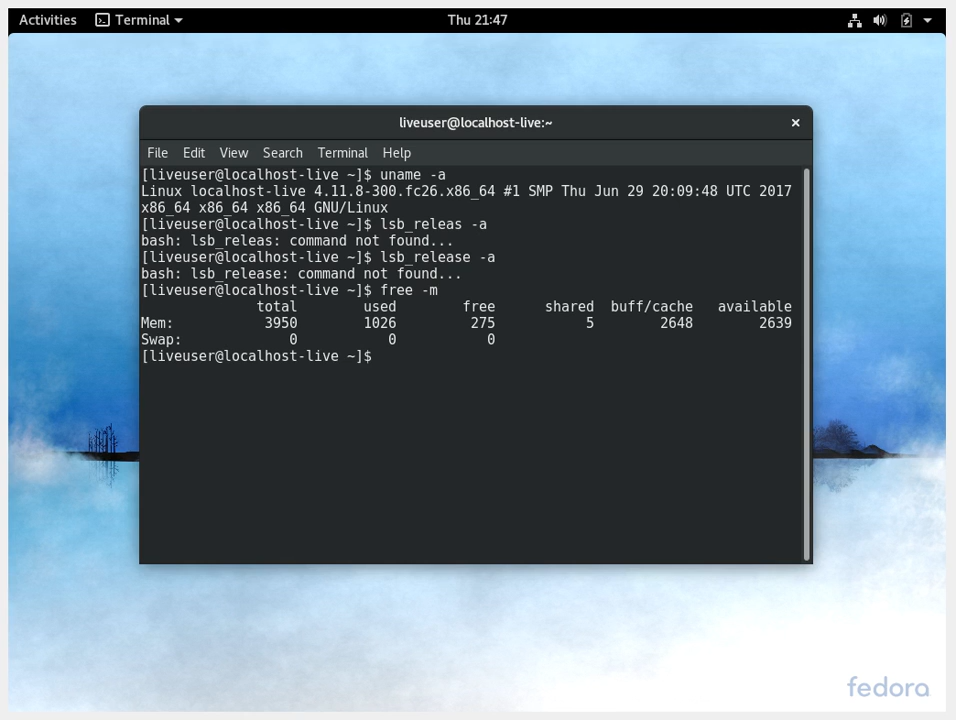 Activities Terminal Thu 21:47
liveuser@localhost-live:~ ×
File Edit View Search Terminal Help
[liveuser@localhost-live ~]$ uname -a
Linux localhost-live 4.11.8-300.fc26.x86_64 #1 SMP Thu Jun 29 20:09:48 UTC 2017
x86_64 x86_64 x86_64 GNU/Linux
[liveuser@localhost-live ~]$ lsb_releas -a
bash: lsb_releas: command not found...
[liveuser@localhost-live ~]$ lsb_release -a
bash: lsb_release: command not found...
[liveuser@localhost-live ~]$ free -m
              total        used        free      shared  buff/cache   available
Mem:           3950        1026         275           5        2648        2639
Swap:             0           0           0
[liveuser@localhost-live ~]$
fedora